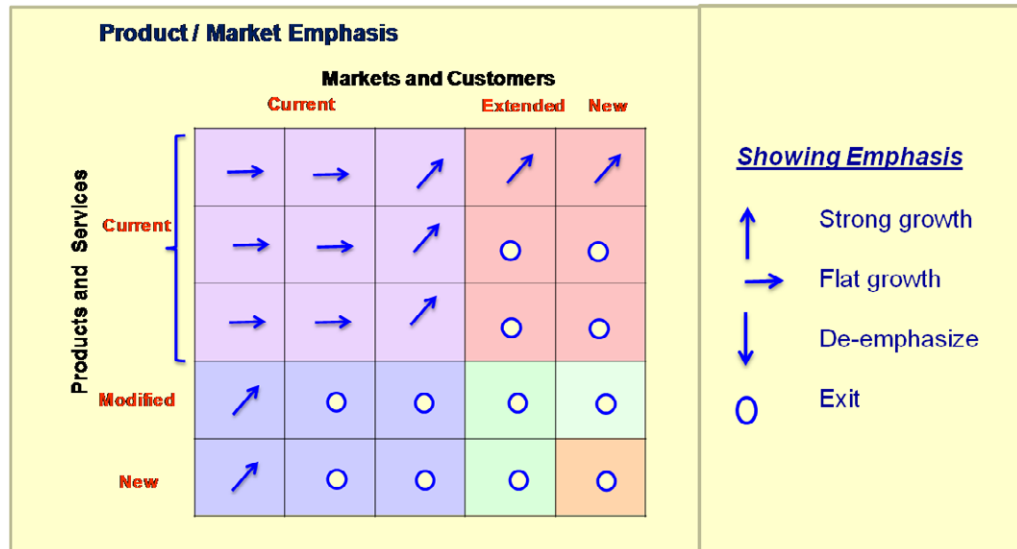 Product / Market Emphasis
Markets and Customers
Current
Extended
New
Products and Services
Current
Modified
New
Showing Emphasis
Strong growth
Flat growth
De-emphasize
Exit